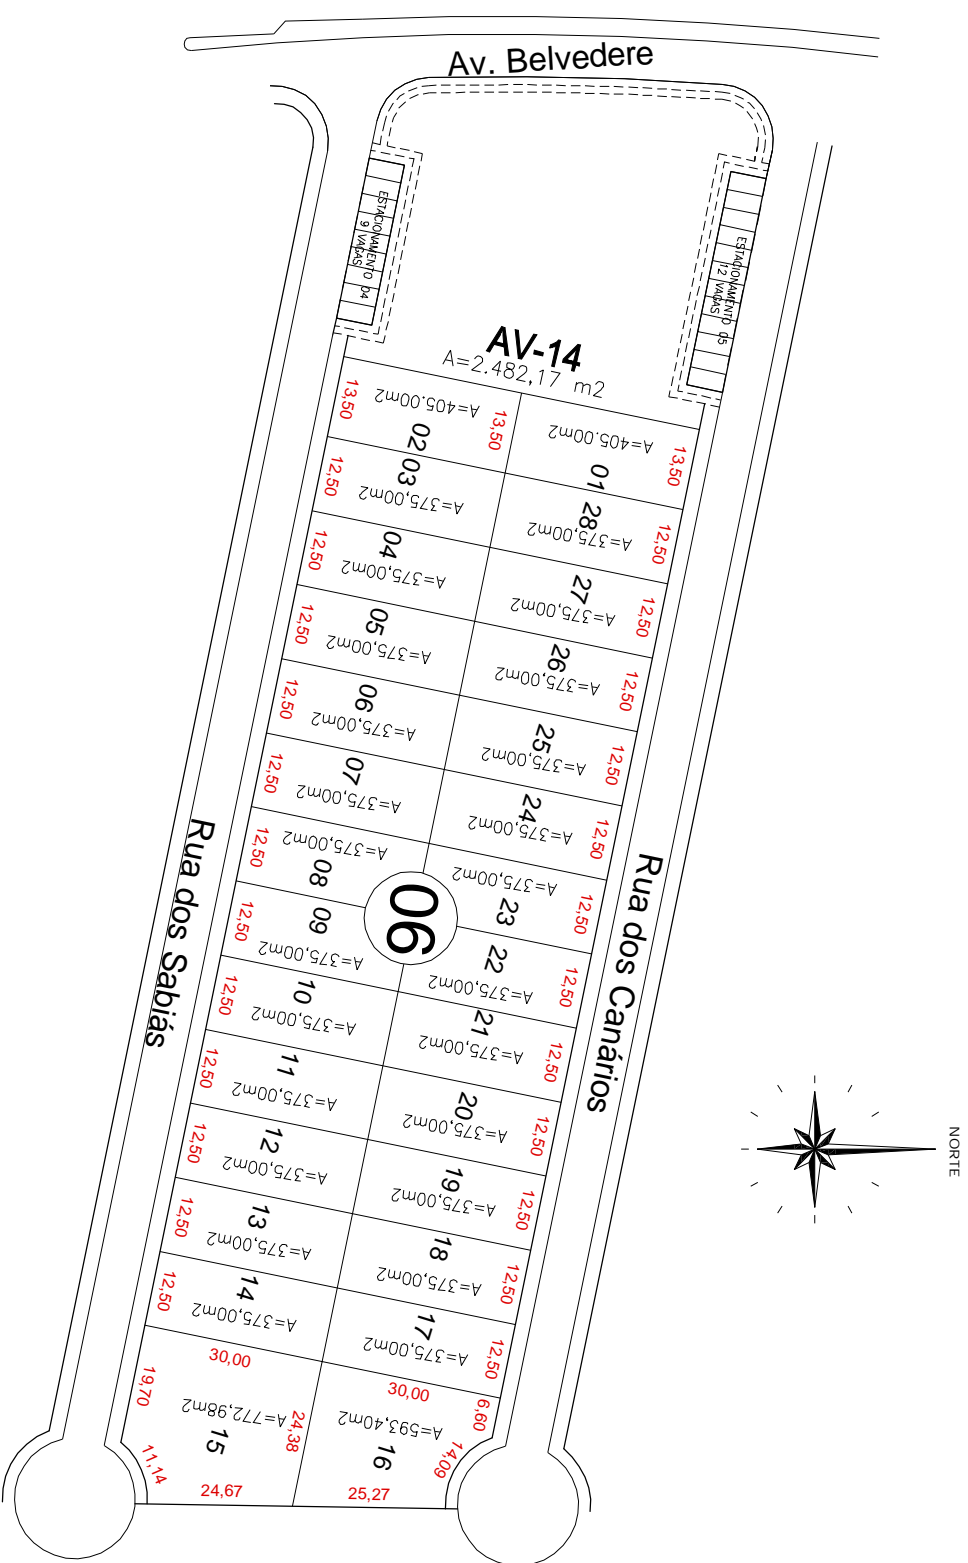 Av. Belvedere
ESTACIONAMENTO 04
9 VAGAS
ESTACIONAMENTO 05
12 VAGAS
AV-14
A=2.482,17 m2
13,50
A=405.00m2
02
13,50
A=405.00m2
01
13,50
12,50
03
A=375,00m2
28
A=375,00m2
12,50
12,50
04
A=375,00m2
27
A=375,00m2
12,50
12,50
05
A=375,00m2
26
A=375,00m2
12,50
12,50
06
A=375,00m2
25
A=375,00m2
12,50
12,50
07
A=375,00m2
24
A=375,00m2
12,50
12,50
A=375,00m2
08
A=375,00m2
23
12,50
06
12,50
09
A=375,00m2
22
A=375,00m2
12,50
12,50
10
A=375,00m2
21
A=375,00m2
12,50
12,50
11
A=375,00m2
20
A=375,00m2
12,50
12,50
12
A=375,00m2
19
A=375,00m2
12,50
12,50
13
A=375,00m2
18
A=375,00m2
12,50
12,50
14
A=375,00m2
17
A=375,00m2
12,50
30,00
19,70
A=772,98m2
15
24,38
11,14
24,67
30,00
6,60
A=593,40m2
16
14,09
25,27
Rua dos Sabiás
Rua dos Canários
NORTE